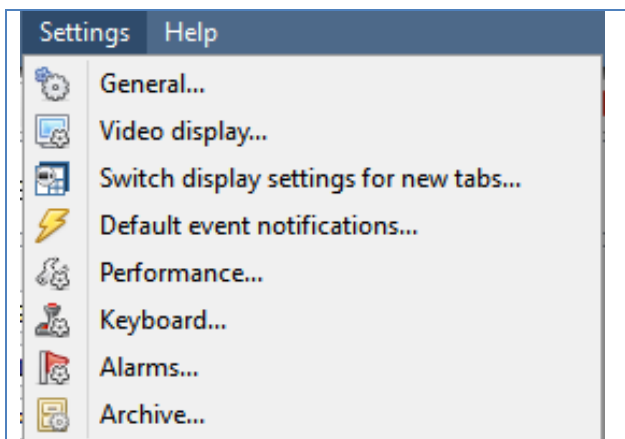 Settings Help
General...
Video display...
Switch display settings for new tabs...
Default event notifications...
Performance...
Keyboard...
Alarms...
Archive...